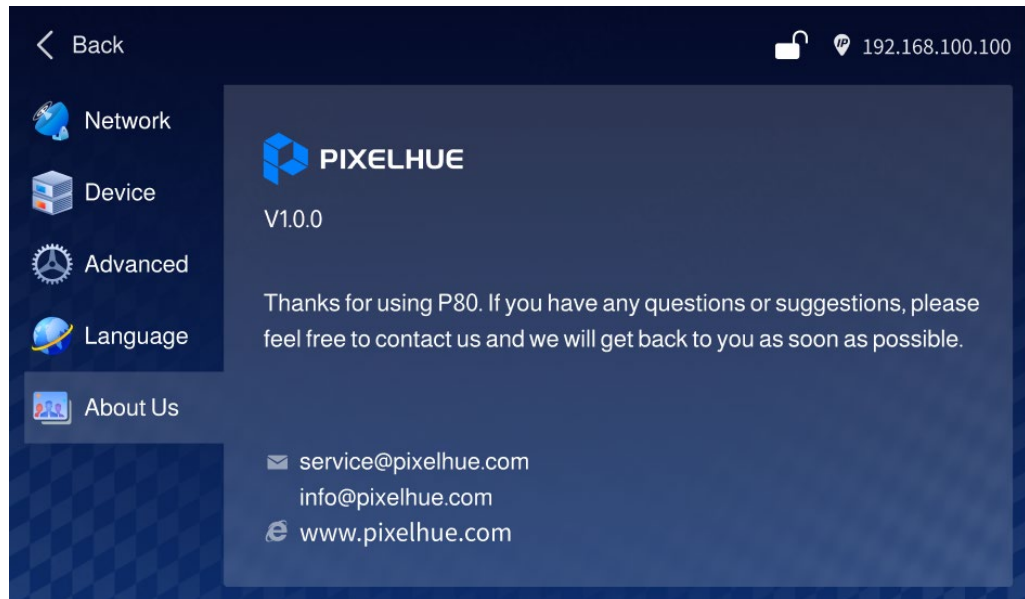 Back
192.168.100.100
Network
Device
Advanced
Language
About Us
PIXELHUE
V1.0.0
Thanks for using P80. If you have any questions or suggestions, please
feel free to contact us and we will get back to you as soon as possible.
service@pixelhue.com
info@pixelhue.com
www.pixelhue.com